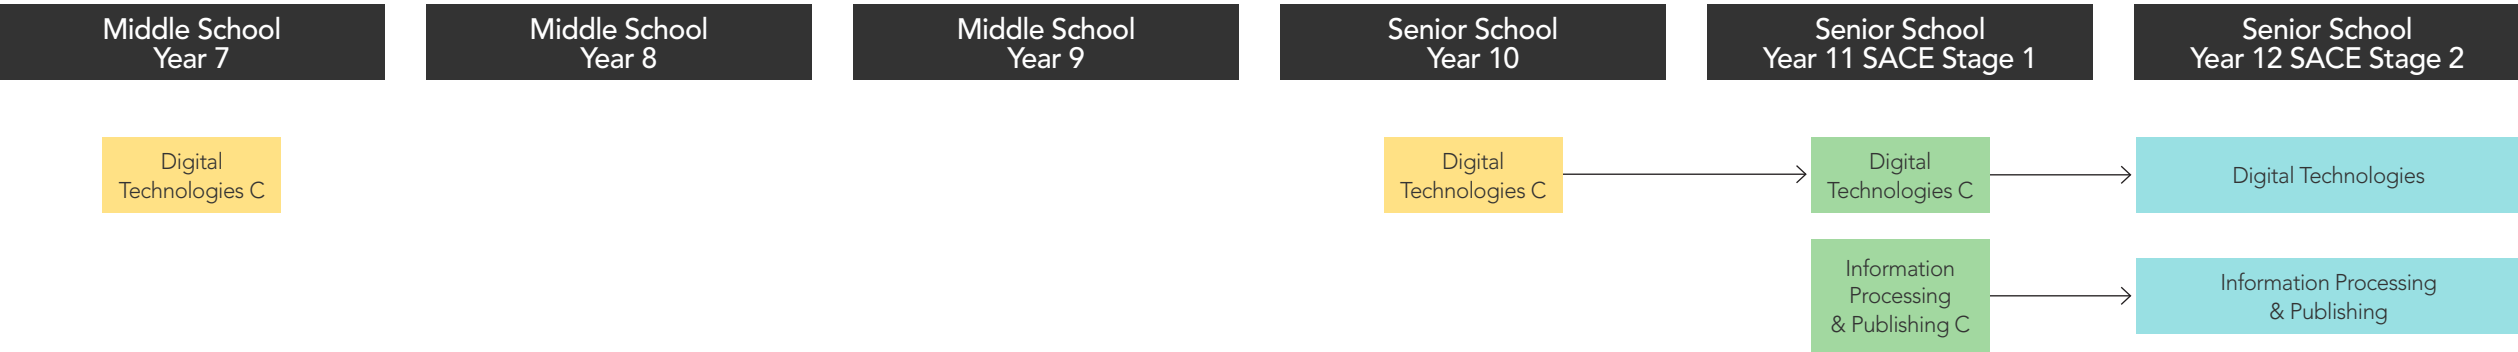 Middle School
Year 7
Middle School
Year 8
Middle School
Year 9
Senior School
Year 10
Senior School
Year 11 SACE Stage 1
Senior School
Year 12 SACE Stage 2
Digital
Technologies C
Digital
Technologies C
Digital
Technologies C
Digital Technologies
Information
Processing
& Publishing C
Information Processing
& Publishing